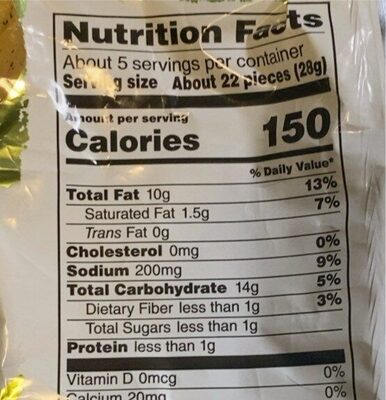 Nutrition Facts
About 5 servings per container
Serving size About 22 pieces (28g)
Amount per serving
Calories 150
% Daily Value*
Total Fat 10g 13%
Saturated Fat 1.5g 7%
Trans Fat 0g
Cholesterol 0mg 0%
Sodium 200mg 9%
Total Carbohydrate 14g 5%
Dietary Fiber less than 1g 3%
Total Sugars less than 1g
Protein less than 1g
Vitamin D 0mcg 0%
Calcium 20mg 0%